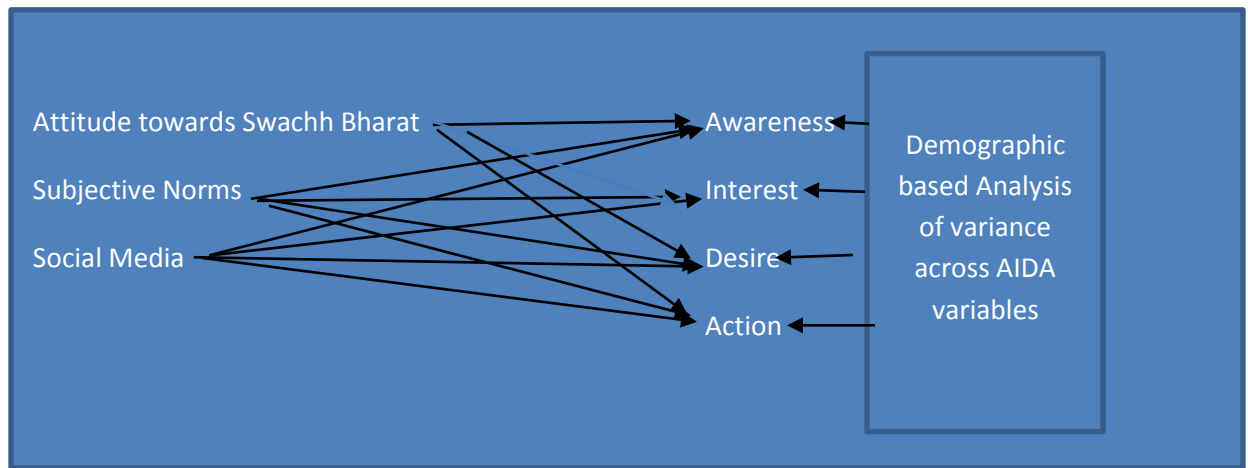 Attitude towards Swachh Bharat
Subjective Norms
Social Media
Awareness
Interest
Desire
Action
Demographic
based Analysis
of variance
across AIDA
variables